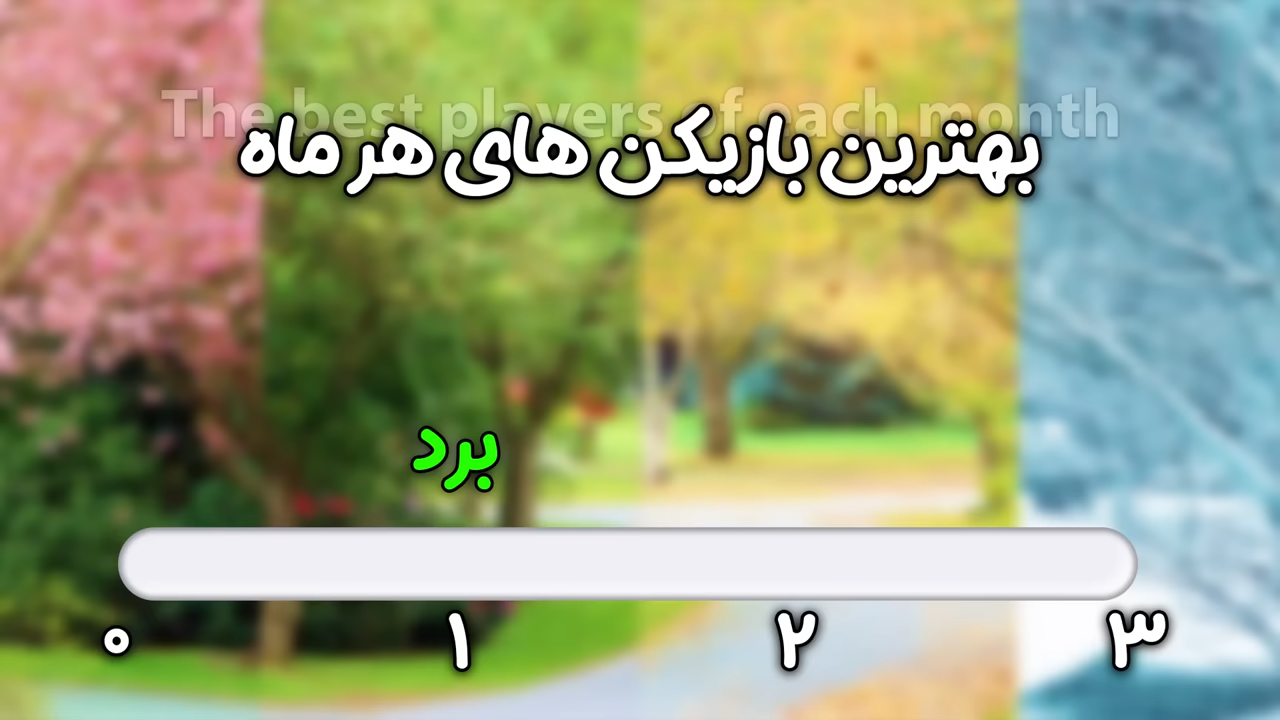 The best players of each month
بهترین بازیکن های هر ماه
برد
۰ ۱ ۲ ۳